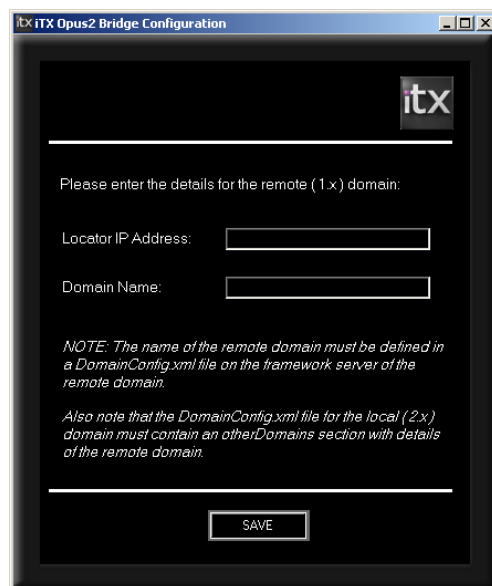 itx iTX Opus2 Bridge Configuration
itx
Please enter the details for the remote (1.x) domain:
Locator IP Address:
Domain Name:
NOTE: The name of the remote domain must be defined in
a DomainConfig.xml file on the framework server of the
remote domain.
Also note that the DomainConfig.xml file for the local (2.x)
domain must contain an otherDomains section with details
of the remote domain.
SAVE